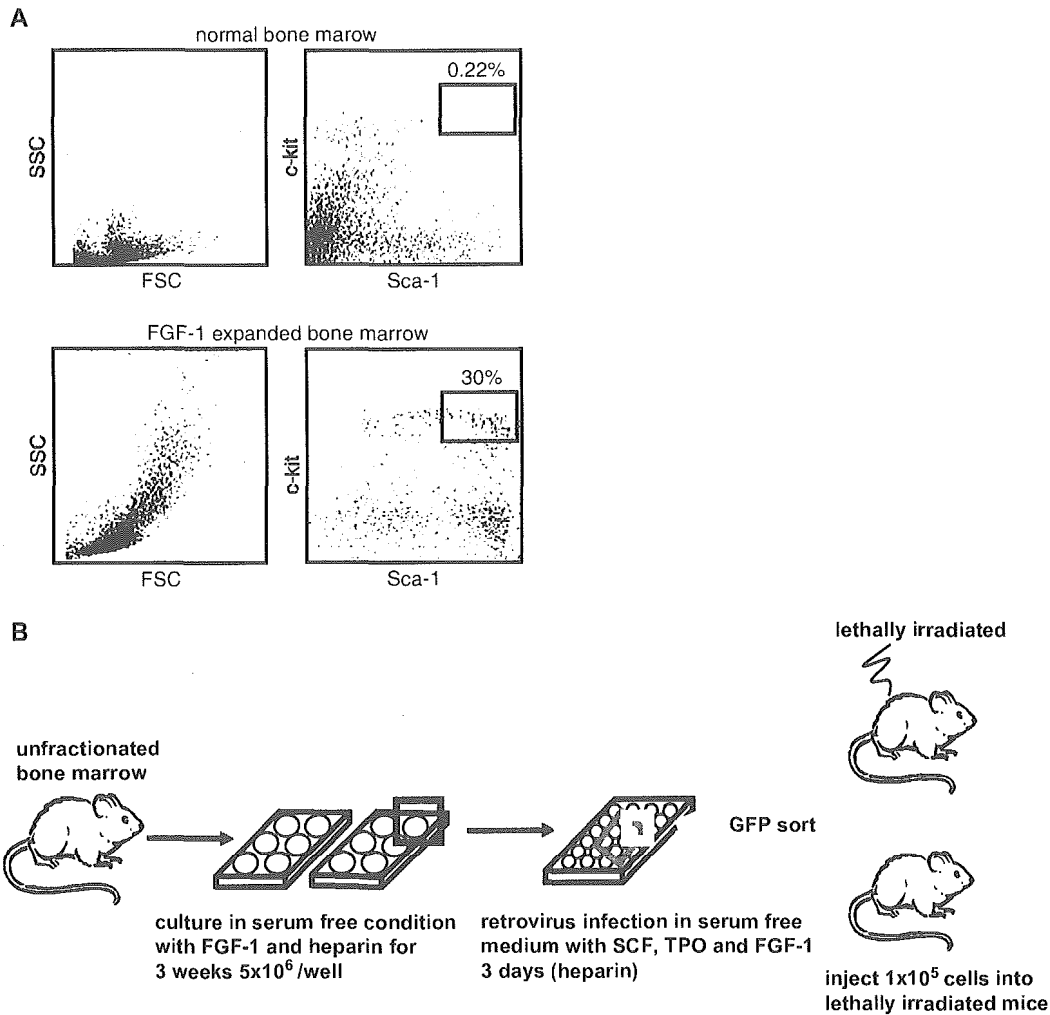 A
normal bone marow
0.22%
SSC
c-kit
FSC
Sca-1
FGF-1 expanded bone marrow
30%
SSC
c-kit
FSC
Sca-1
B
lethally irradiated
unfractionated
bone marrow
GFP sort
culture in serum free condition
with FGF-1 and heparin for
3 weeks 5x10⁶/well
retrovirus infection in serum free
medium with SCF, TPO and FGF-1
3 days (heparin)
inject 1x10⁵ cells into
lethally irradiated mice